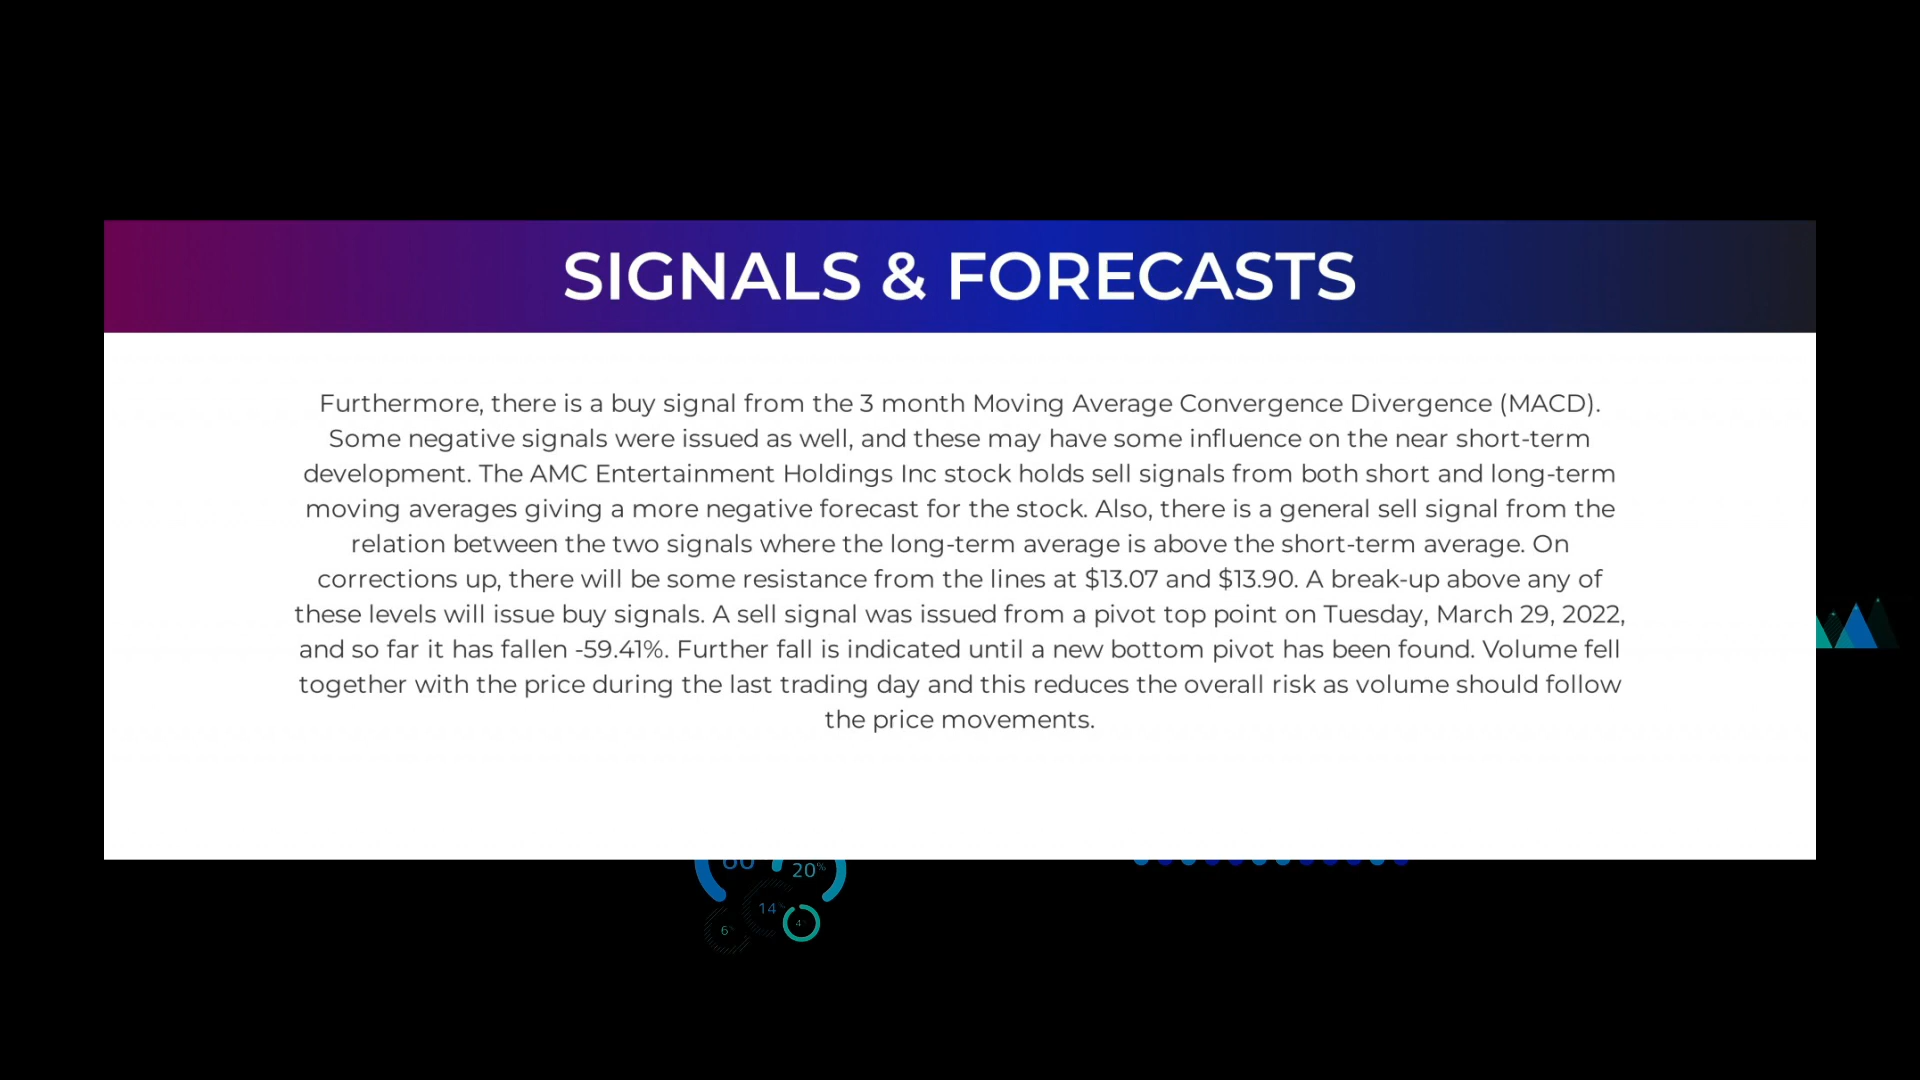 SIGNALS & FORECASTS
Furthermore, there is a buy signal from the 3 month Moving Average Convergence Divergence (MACD).
Some negative signals were issued as well, and these may have some influence on the near short-term
development. The AMC Entertainment Holdings Inc stock holds sell signals from both short and long-term
moving averages giving a more negative forecast for the stock. Also, there is a general sell signal from the
relation between the two signals where the long-term average is above the short-term average. On
corrections up, there will be some resistance from the lines at $13.07 and $13.90. A break-up above any of
these levels will issue buy signals. A sell signal was issued from a pivot top point on Tuesday, March 29, 2022,
and so far it has fallen -59.41%. Further fall is indicated until a new bottom pivot has been found. Volume fell
together with the price during the last trading day and this reduces the overall risk as volume should follow
the price movements.
20%
14
6
4